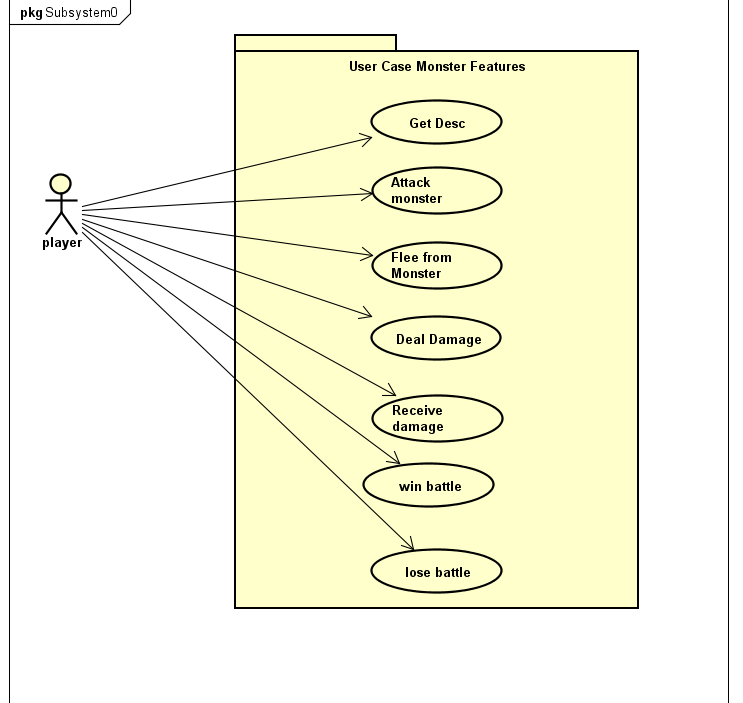 pkg Subsystem0
User Case Monster Features
Get Desc
Attack
monster
player
Flee from
Monster
Deal Damage
Receive
damage
win battle
lose battle